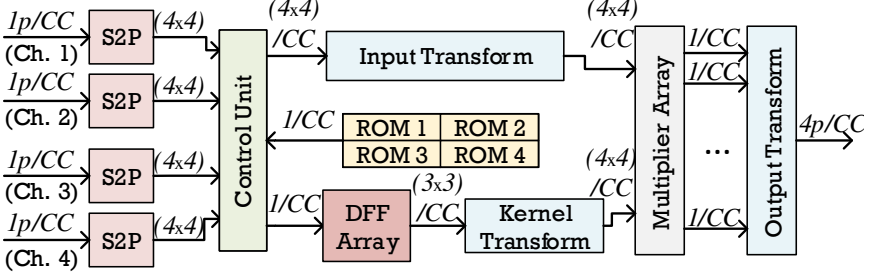 1p/CC
(Ch. 1)
S2P
(4x4)
1p/CC
(Ch. 2)
S2P
(4x4)
1p/CC
(Ch. 3)
S2P
(4x4)
1p/CC
(Ch. 4)
S2P
(4x4)
Control Unit
(4x4)
/CC
Input Transform
(4x4)
/CC
1/CC
ROM 1
ROM 2
ROM 3
ROM 4
1/CC
DFF
Array
(3x3)
/CC
Kernel
Transform
(4x4)
/CC
Multiplier Array
1/CC
1/CC
...
1/CC
Output Transform
4p/CC